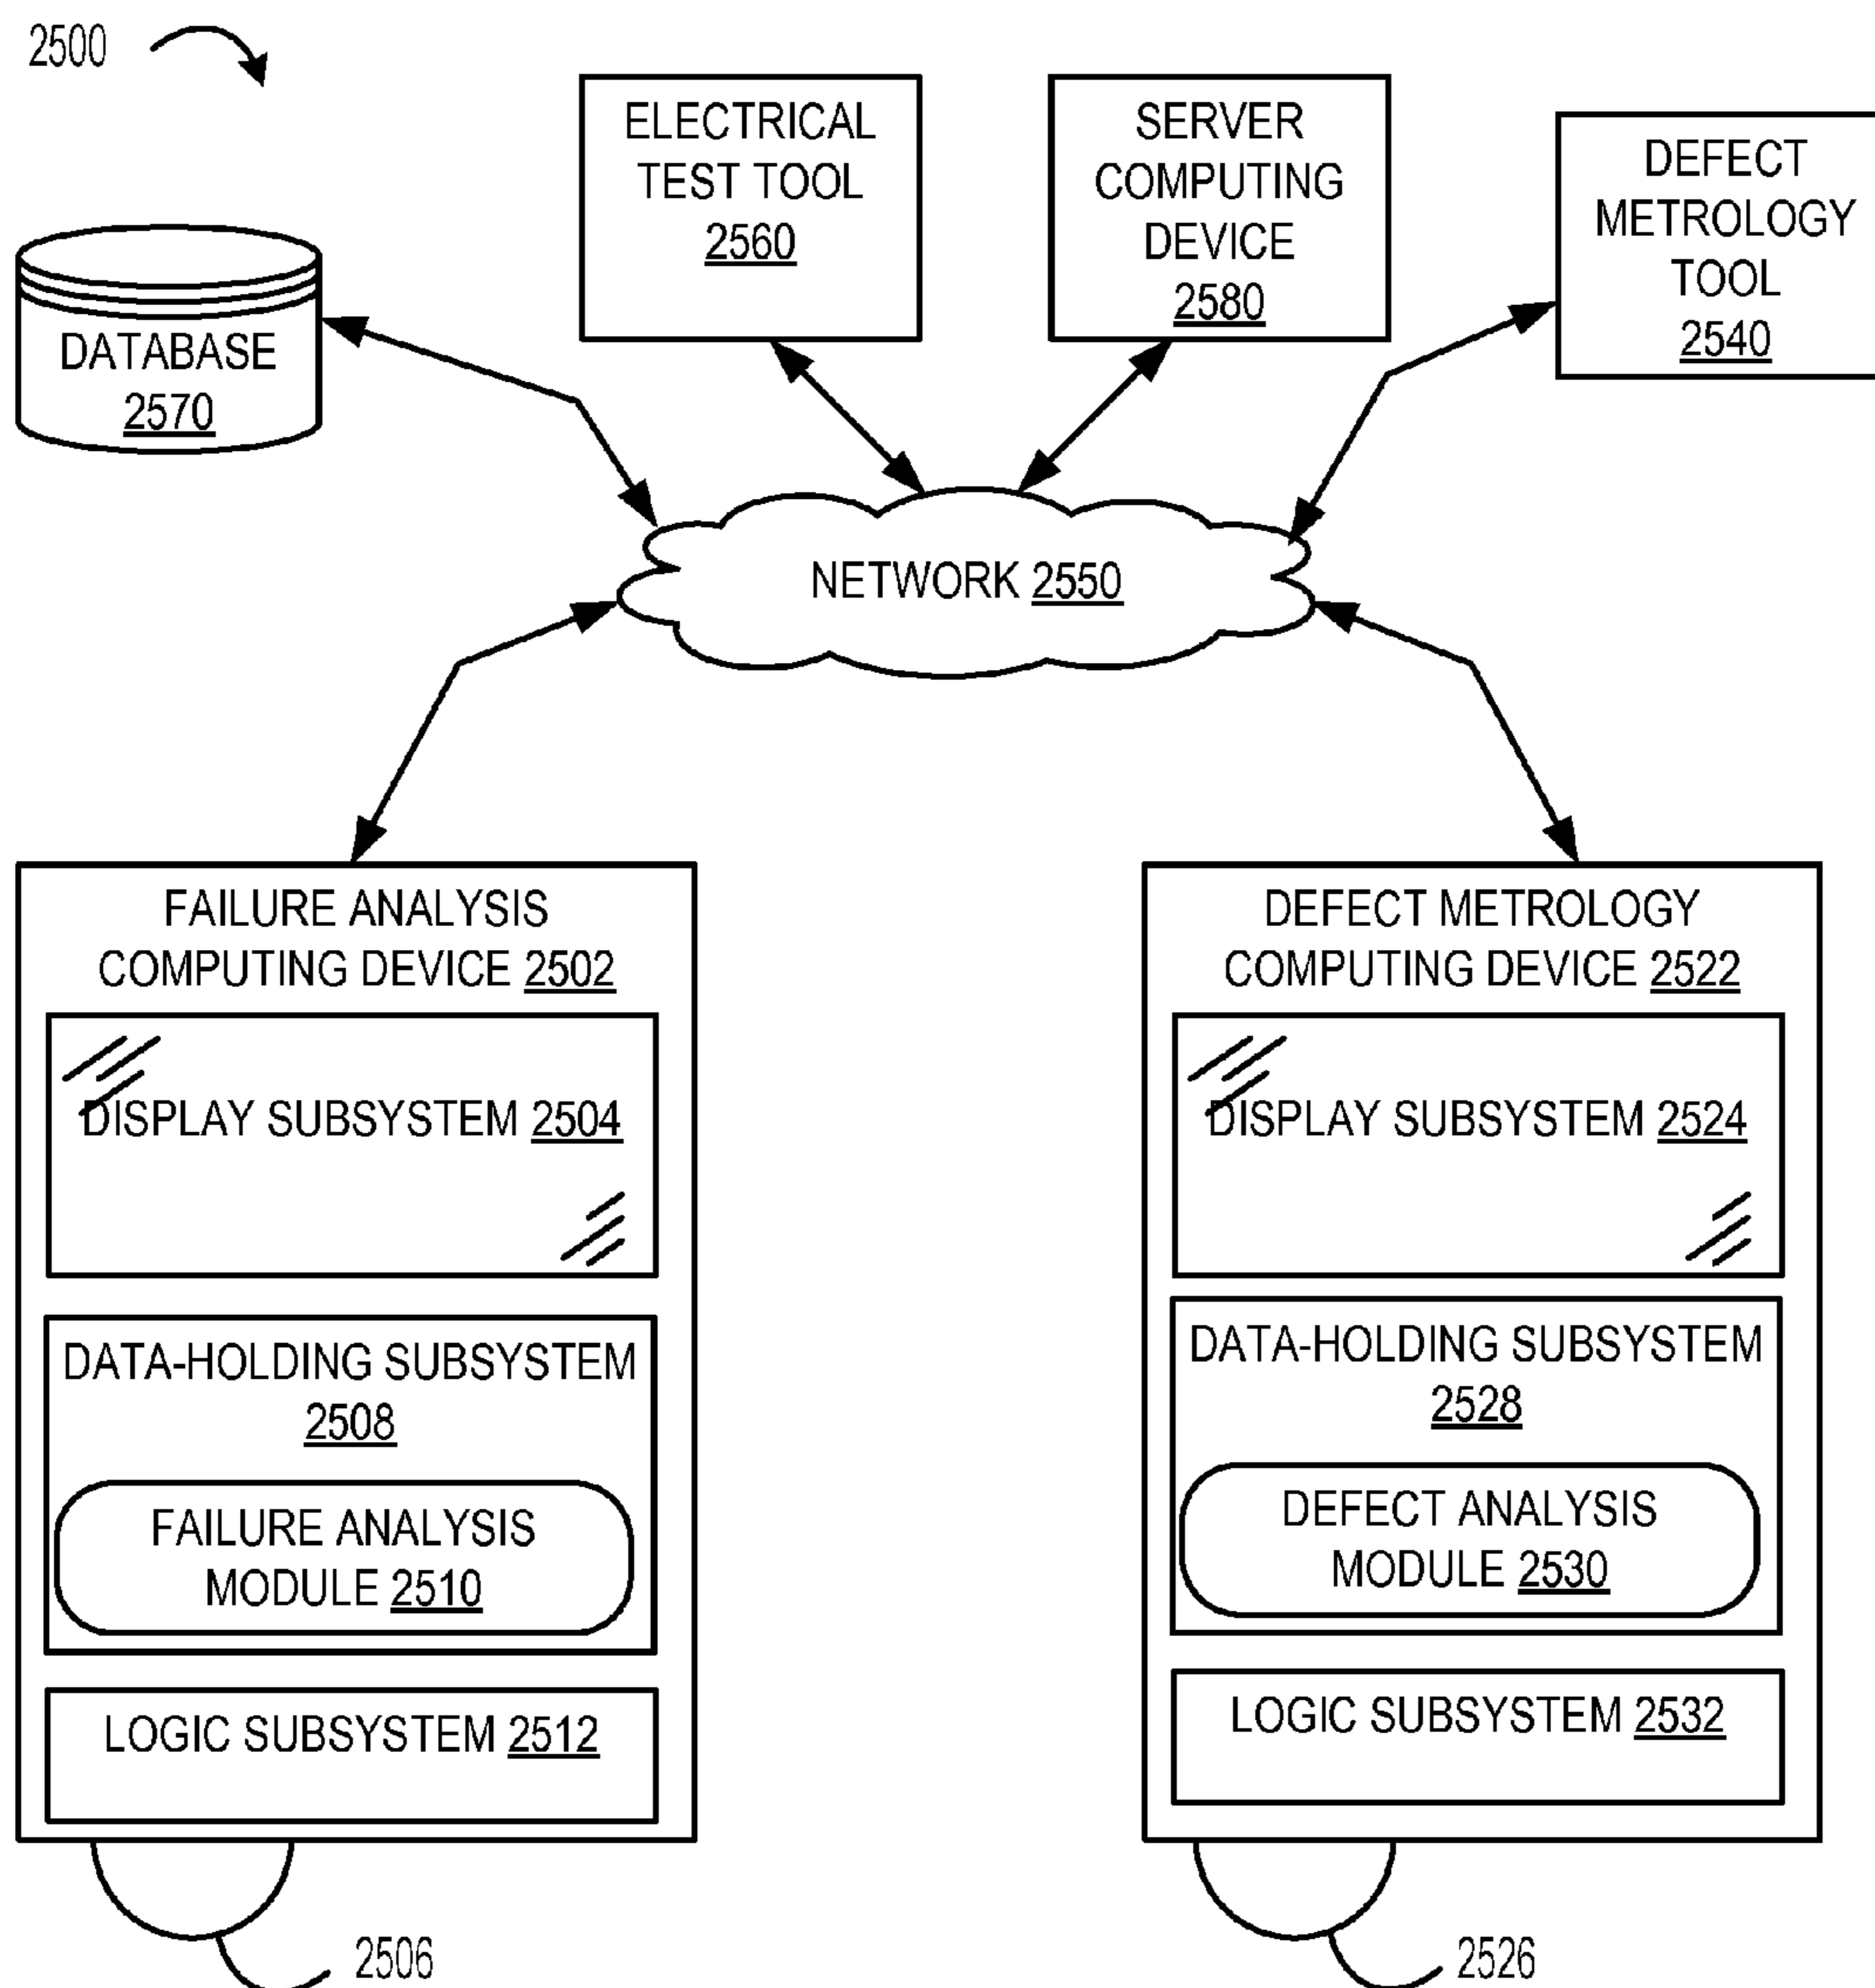 2500
ELECTRICAL
TEST TOOL
2560
SERVER
COMPUTING
DEVICE
2580
DEFECT
METROLOGY
TOOL
2540
DATABASE
2570
NETWORK 2550
FAILURE ANALYSIS
COMPUTING DEVICE 2502
DISPLAY SUBSYSTEM 2504
DATA-HOLDING SUBSYSTEM
2508
FAILURE ANALYSIS
MODULE 2510
LOGIC SUBSYSTEM 2512
2506
DEFECT METROLOGY
COMPUTING DEVICE 2522
DISPLAY SUBSYSTEM 2524
DATA-HOLDING SUBSYSTEM
2528
DEFECT ANALYSIS
MODULE 2530
LOGIC SUBSYSTEM 2532
2526